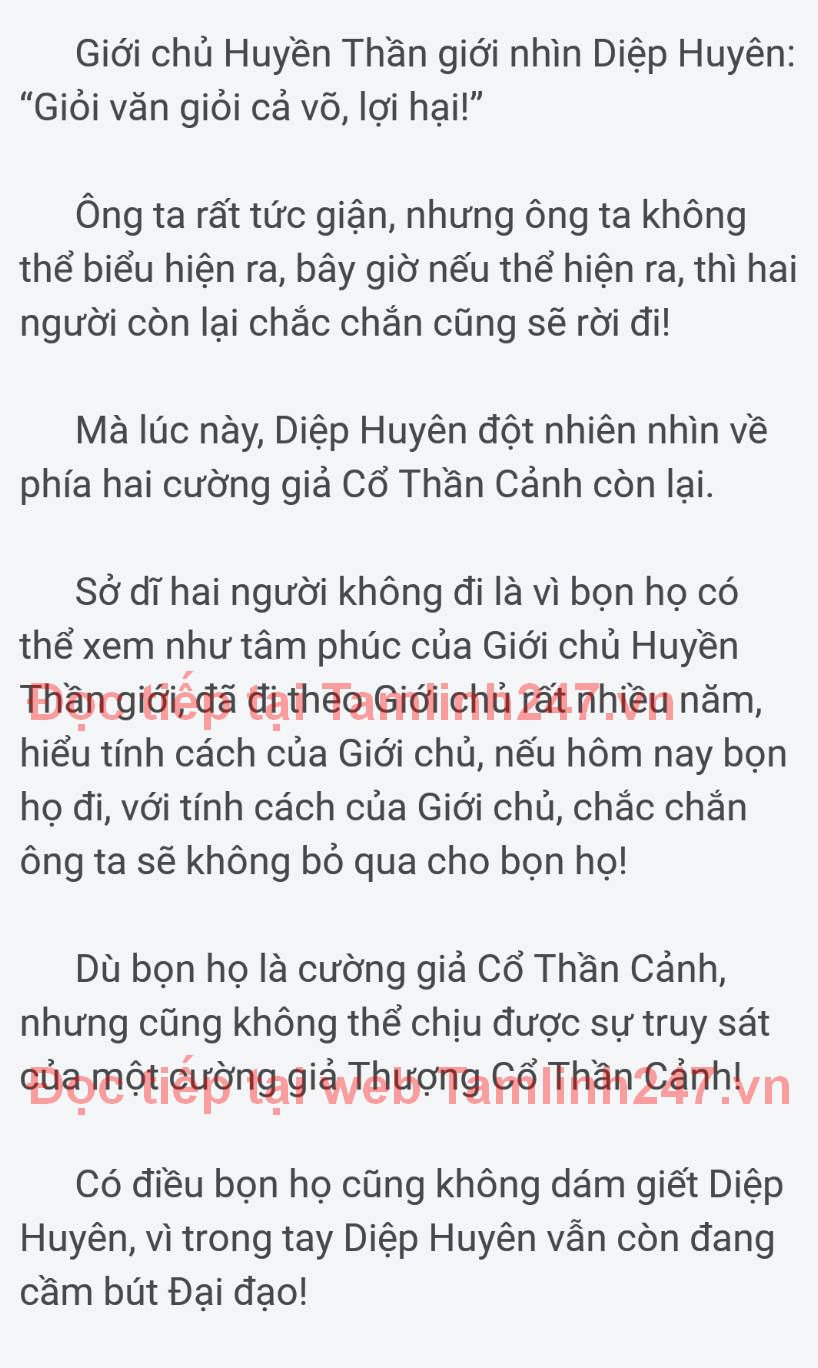 Giới chủ Huyền Thần giới nhìn Diệp Huyên:
“Giỏi văn giỏi cả võ, lợi hại!”
Ông ta rất tức giận, nhưng ông ta không
thể biểu hiện ra, bây giờ nếu thể hiện ra, thì hai
người còn lại chắc chắn cũng sẽ rời đi!
Mà lúc này, Diệp Huyên đột nhiên nhìn về
phía hai cường giả Cổ Thần Cảnh còn lại.
Sở dĩ hai người không đi là vì bọn họ có
thể xem như tâm phúc của Giới chủ Huyền
Thần giới, đã đi theo Giới chủ rất nhiều năm,
Đọc tiếp tại Tamlinh247.vn
hiểu tính cách của Giới chủ, nếu hôm nay bọn
họ đi, với tính cách của Giới chủ, chắc chắn
ông ta sẽ không bỏ qua cho bọn họ!
Dù bọn họ là cường giả Cổ Thần Cảnh,
nhưng cũng không thể chịu được sự truy sát
của một cường giả Thượng Cổ Thần Cảnh!
Đọc tiếp tại web Tamlinh247.vn
Có điều bọn họ cũng không dám giết Diệp
Huyên, vì trong tay Diệp Huyên vẫn còn đang
cầm bút Đại đạo!